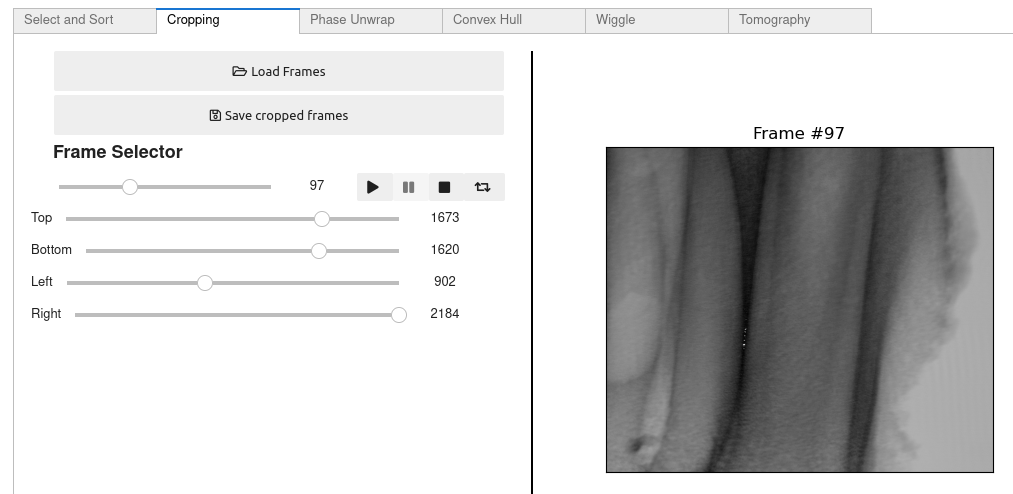 Select and Sort
Cropping
Phase Unwrap
Convex Hull
Wiggle
Tomography
Load Frames
Save cropped frames
Frame Selector
97
Top 1673
Bottom 1620
Left 902
Right 2184
Frame #97